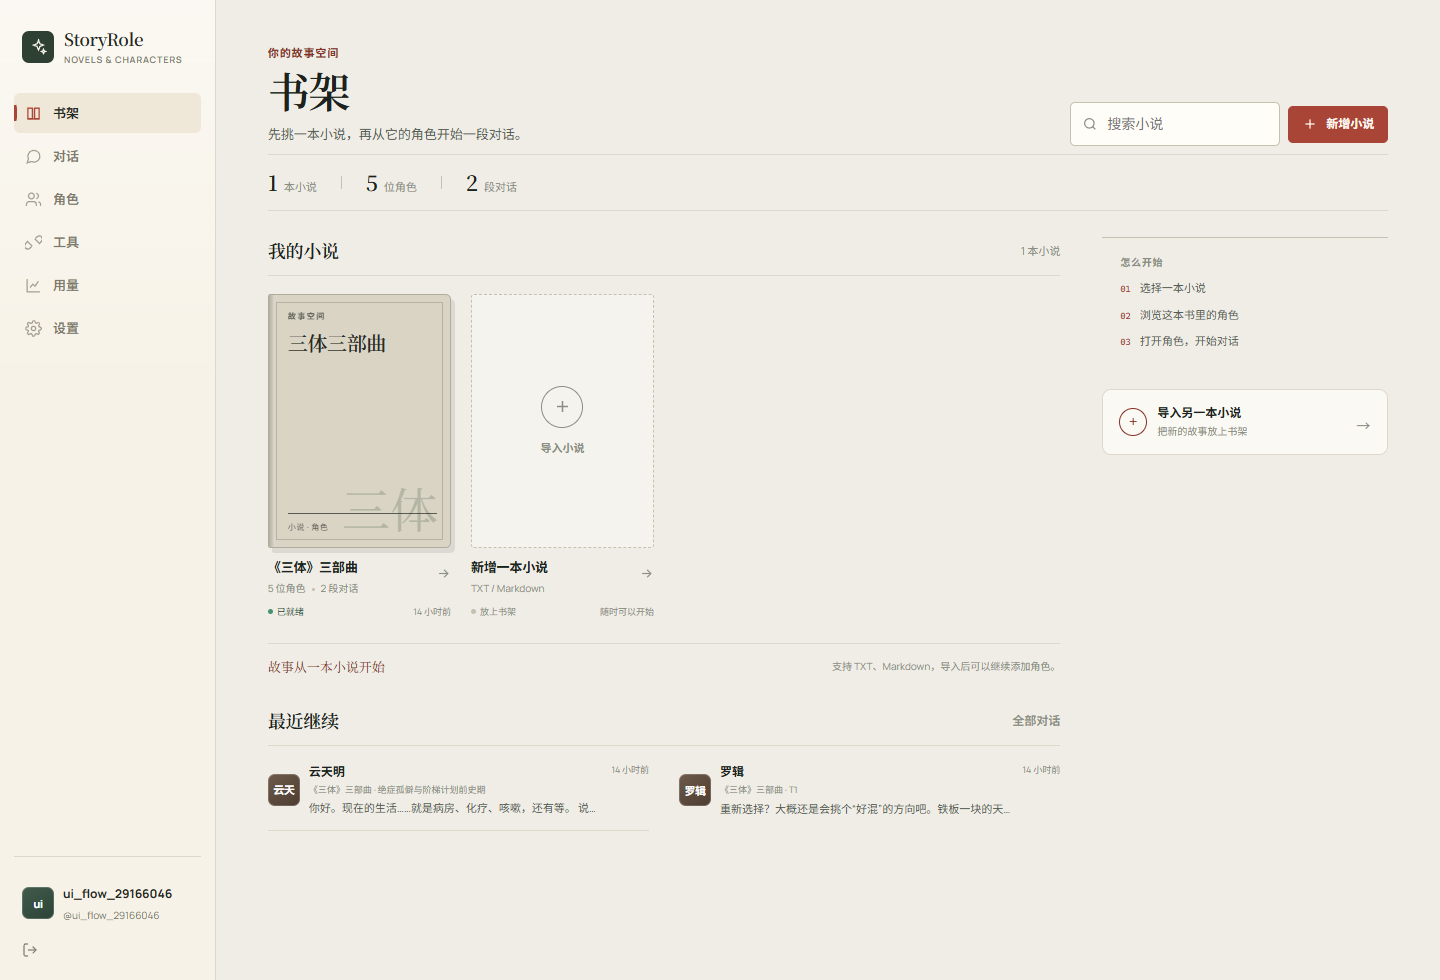 StoryRole
NOVELS & CHARACTERS
书架
对话
角色
工具
用量
设置
ui
ui_flow_29166046
@ui_flow_29166046
你的故事空间
书架
先挑一本小说，再从它的角色开始一段对话。
搜索小说
新增小说
1 本小说
5 位角色
2 段对话
我的小说
1 本小说
故事空间
三体三部曲
三体
小说 · 角色
《三体》三部曲
5 位角色 • 2 段对话
已就绪
14 小时前
导入小说
新增一本小说
TXT / Markdown
放上书架
随时可以开始
故事从一本小说开始
支持 TXT、Markdown，导入后可以继续添加角色。
最近继续
全部对话
云天
云天明
14 小时前
《三体》三部曲 · 绝症孤僻与阶梯计划前史期
你好。现在的生活……就是病房、化疗、咳嗽，还有等。 说...
罗辑
罗辑
14 小时前
《三体》三部曲 · T1
重新选择？大概还是会挑个“好混”的方向吧。铁板一块的天...
怎么开始
01 选择一本小说
02 浏览这本书里的角色
03 打开角色，开始对话
导入另一本小说
把新的故事放上书架